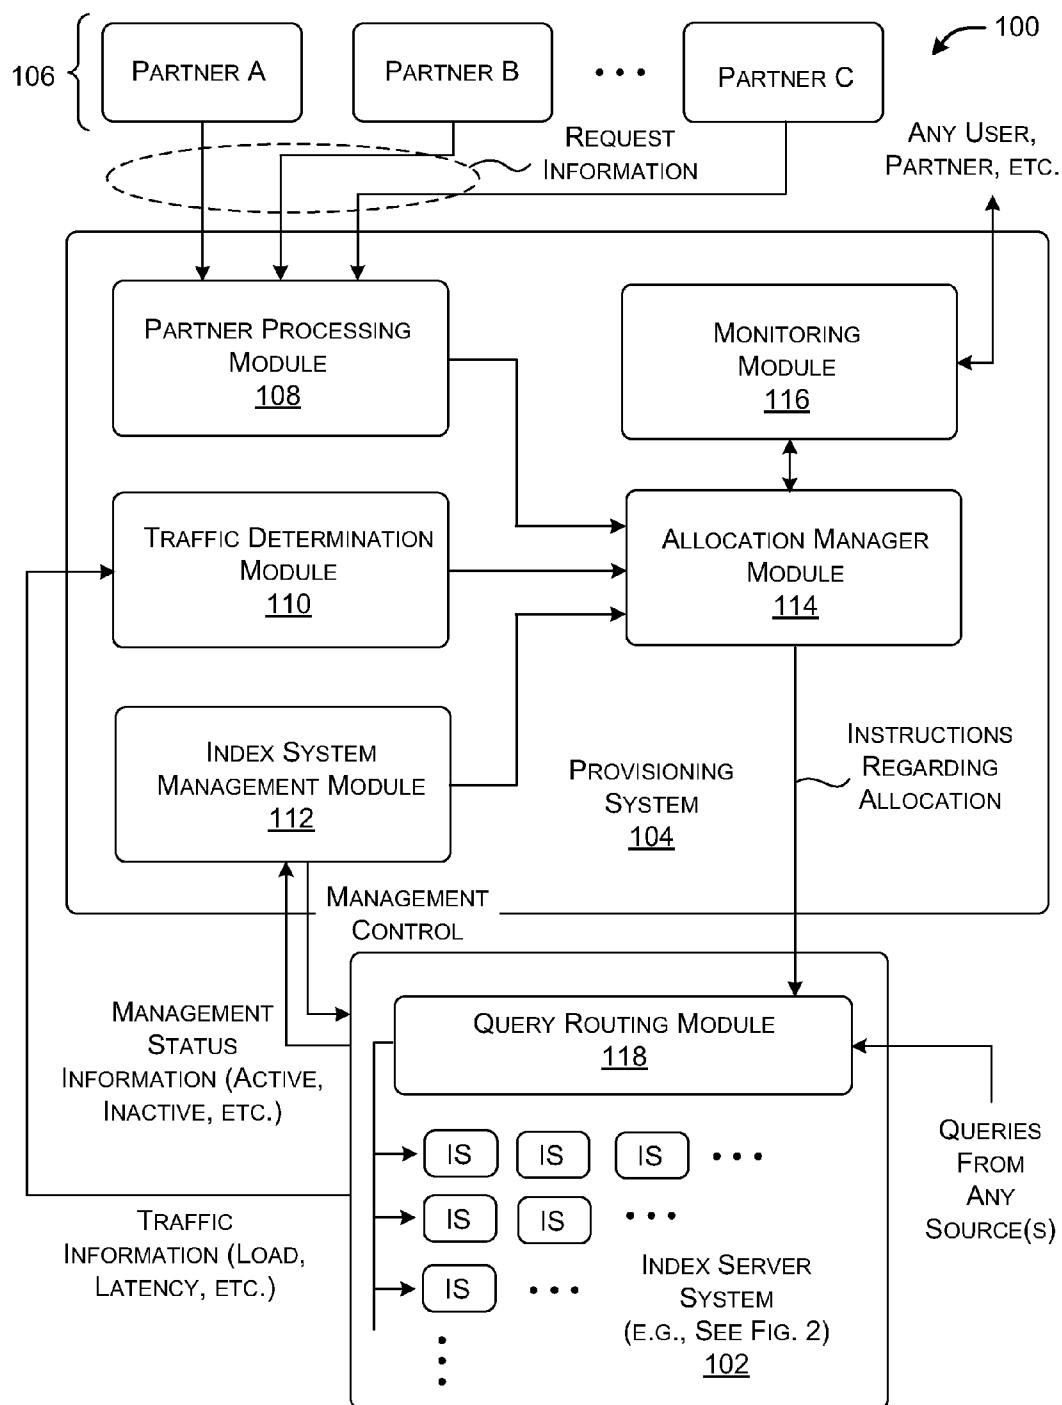 100
106
PARTNER A
PARTNER B
PARTNER C
REQUEST
INFORMATION
ANY USER,
PARTNER, ETC.
PARTNER PROCESSING
MODULE
108
MONITORING
MODULE
116
TRAFFIC DETERMINATION
MODULE
110
ALLOCATION MANAGER
MODULE
114
INDEX SYSTEM
MANAGEMENT MODULE
112
PROVISIONING
SYSTEM
104
INSTRUCTIONS
REGARDING
ALLOCATION
MANAGEMENT
CONTROL
MANAGEMENT
STATUS
INFORMATION (ACTIVE,
INACTIVE, ETC.)
QUERY ROUTING MODULE
118
QUERIES
FROM
ANY
SOURCE(S)
IS IS IS
IS IS
IS
TRAFFIC
INFORMATION (LOAD,
LATENCY, ETC.)
INDEX SERVER
SYSTEM
(E.G., SEE FIG. 2)
102